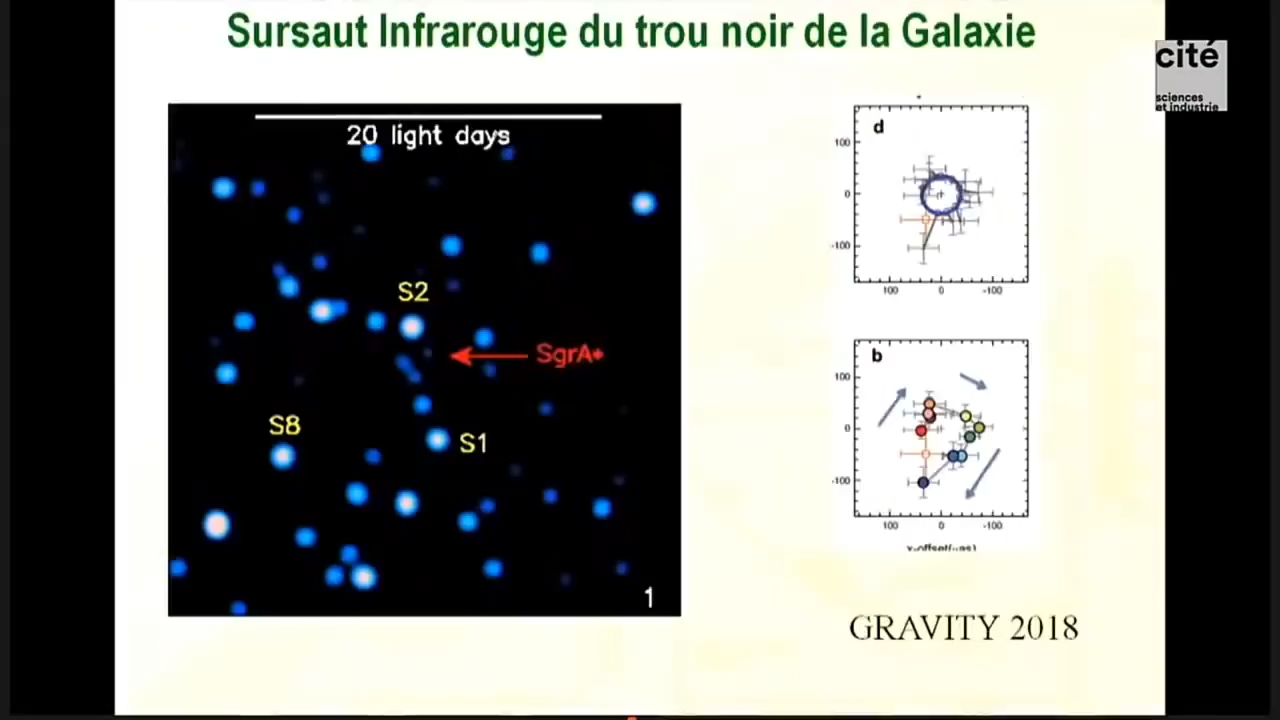 Sursaut Infrarouge du trou noir de la Galaxie
cité
sciences
et industrie
20 light days
S2
SgrA*
S8
S1
1
d
100
0
-100
100
0
-100
b
100
0
-100
100
0
-100
GRAVITY 2018